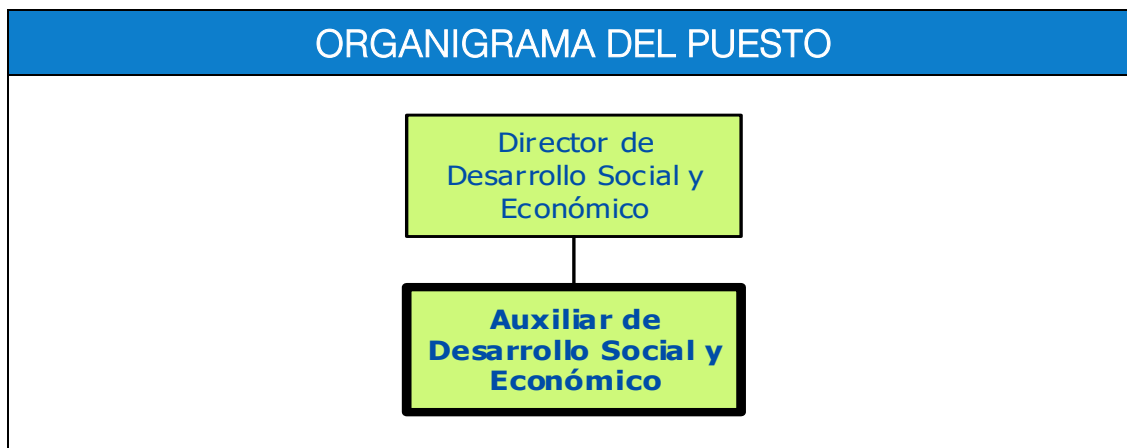 ORGANIGRAMA DEL PUESTO
Director de
Desarrollo Social y
Económico
Auxiliar de
Desarrollo Social y
Económico